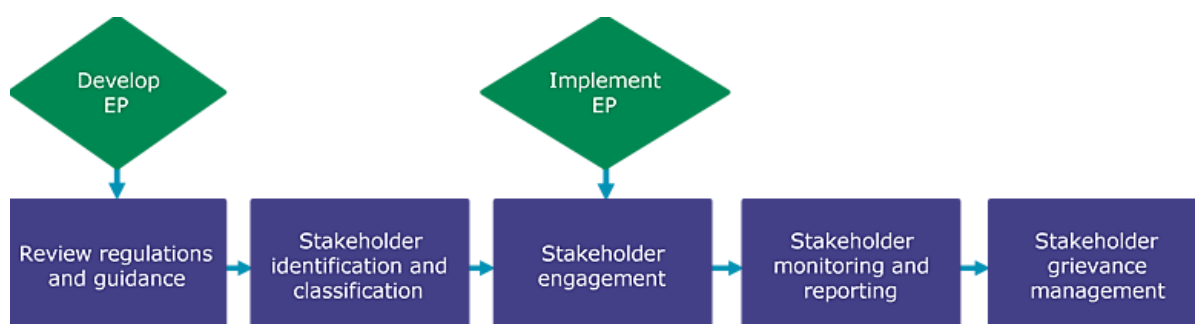 Develop
EP
Implement
EP
Review regulations
and guidance
Stakeholder
identification and
classification
Stakeholder
engagement
Stakeholder
monitoring and
reporting
Stakeholder
grievance
management